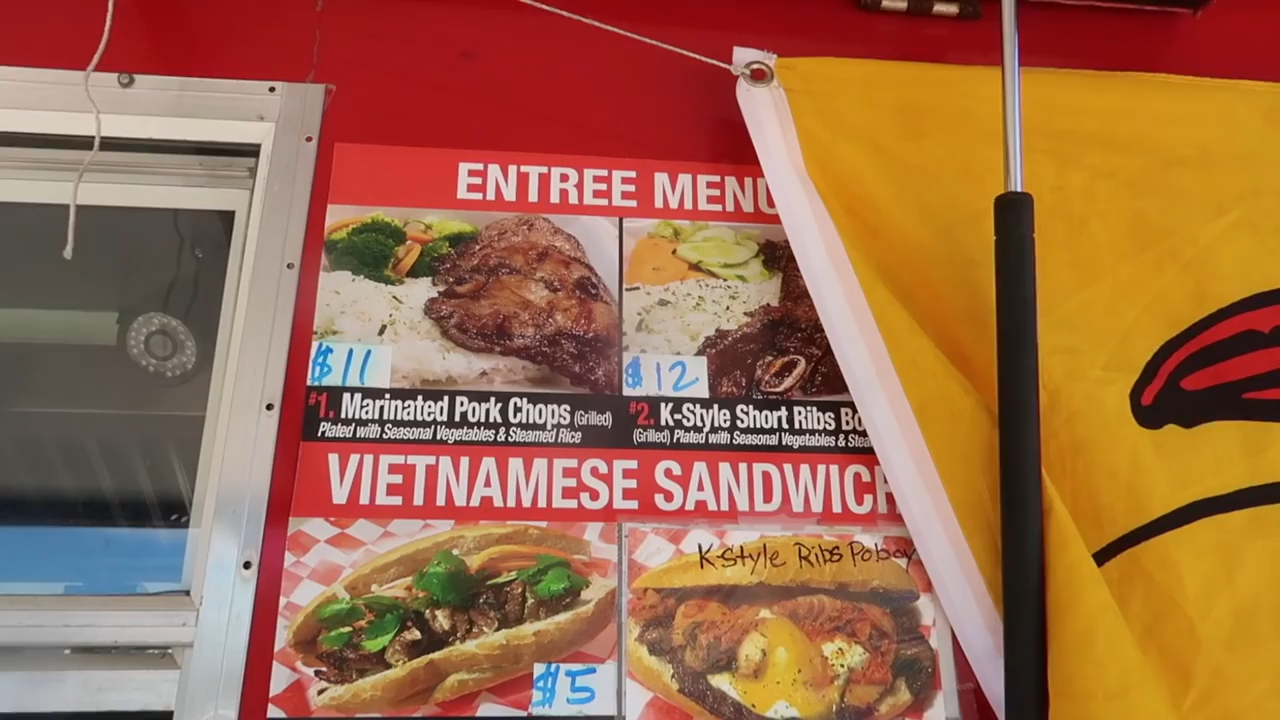 ENTREE MENU
$11
$12
#1. Marinated Pork Chops (Grilled)
Plated with Seasonal Vegetables & Steamed Rice
#2. K-Style Short Ribs
(Grilled) Plated with Seasonal Vegetables &
VIETNAMESE SANDWICH
K-Style Ribs Poboy
$5